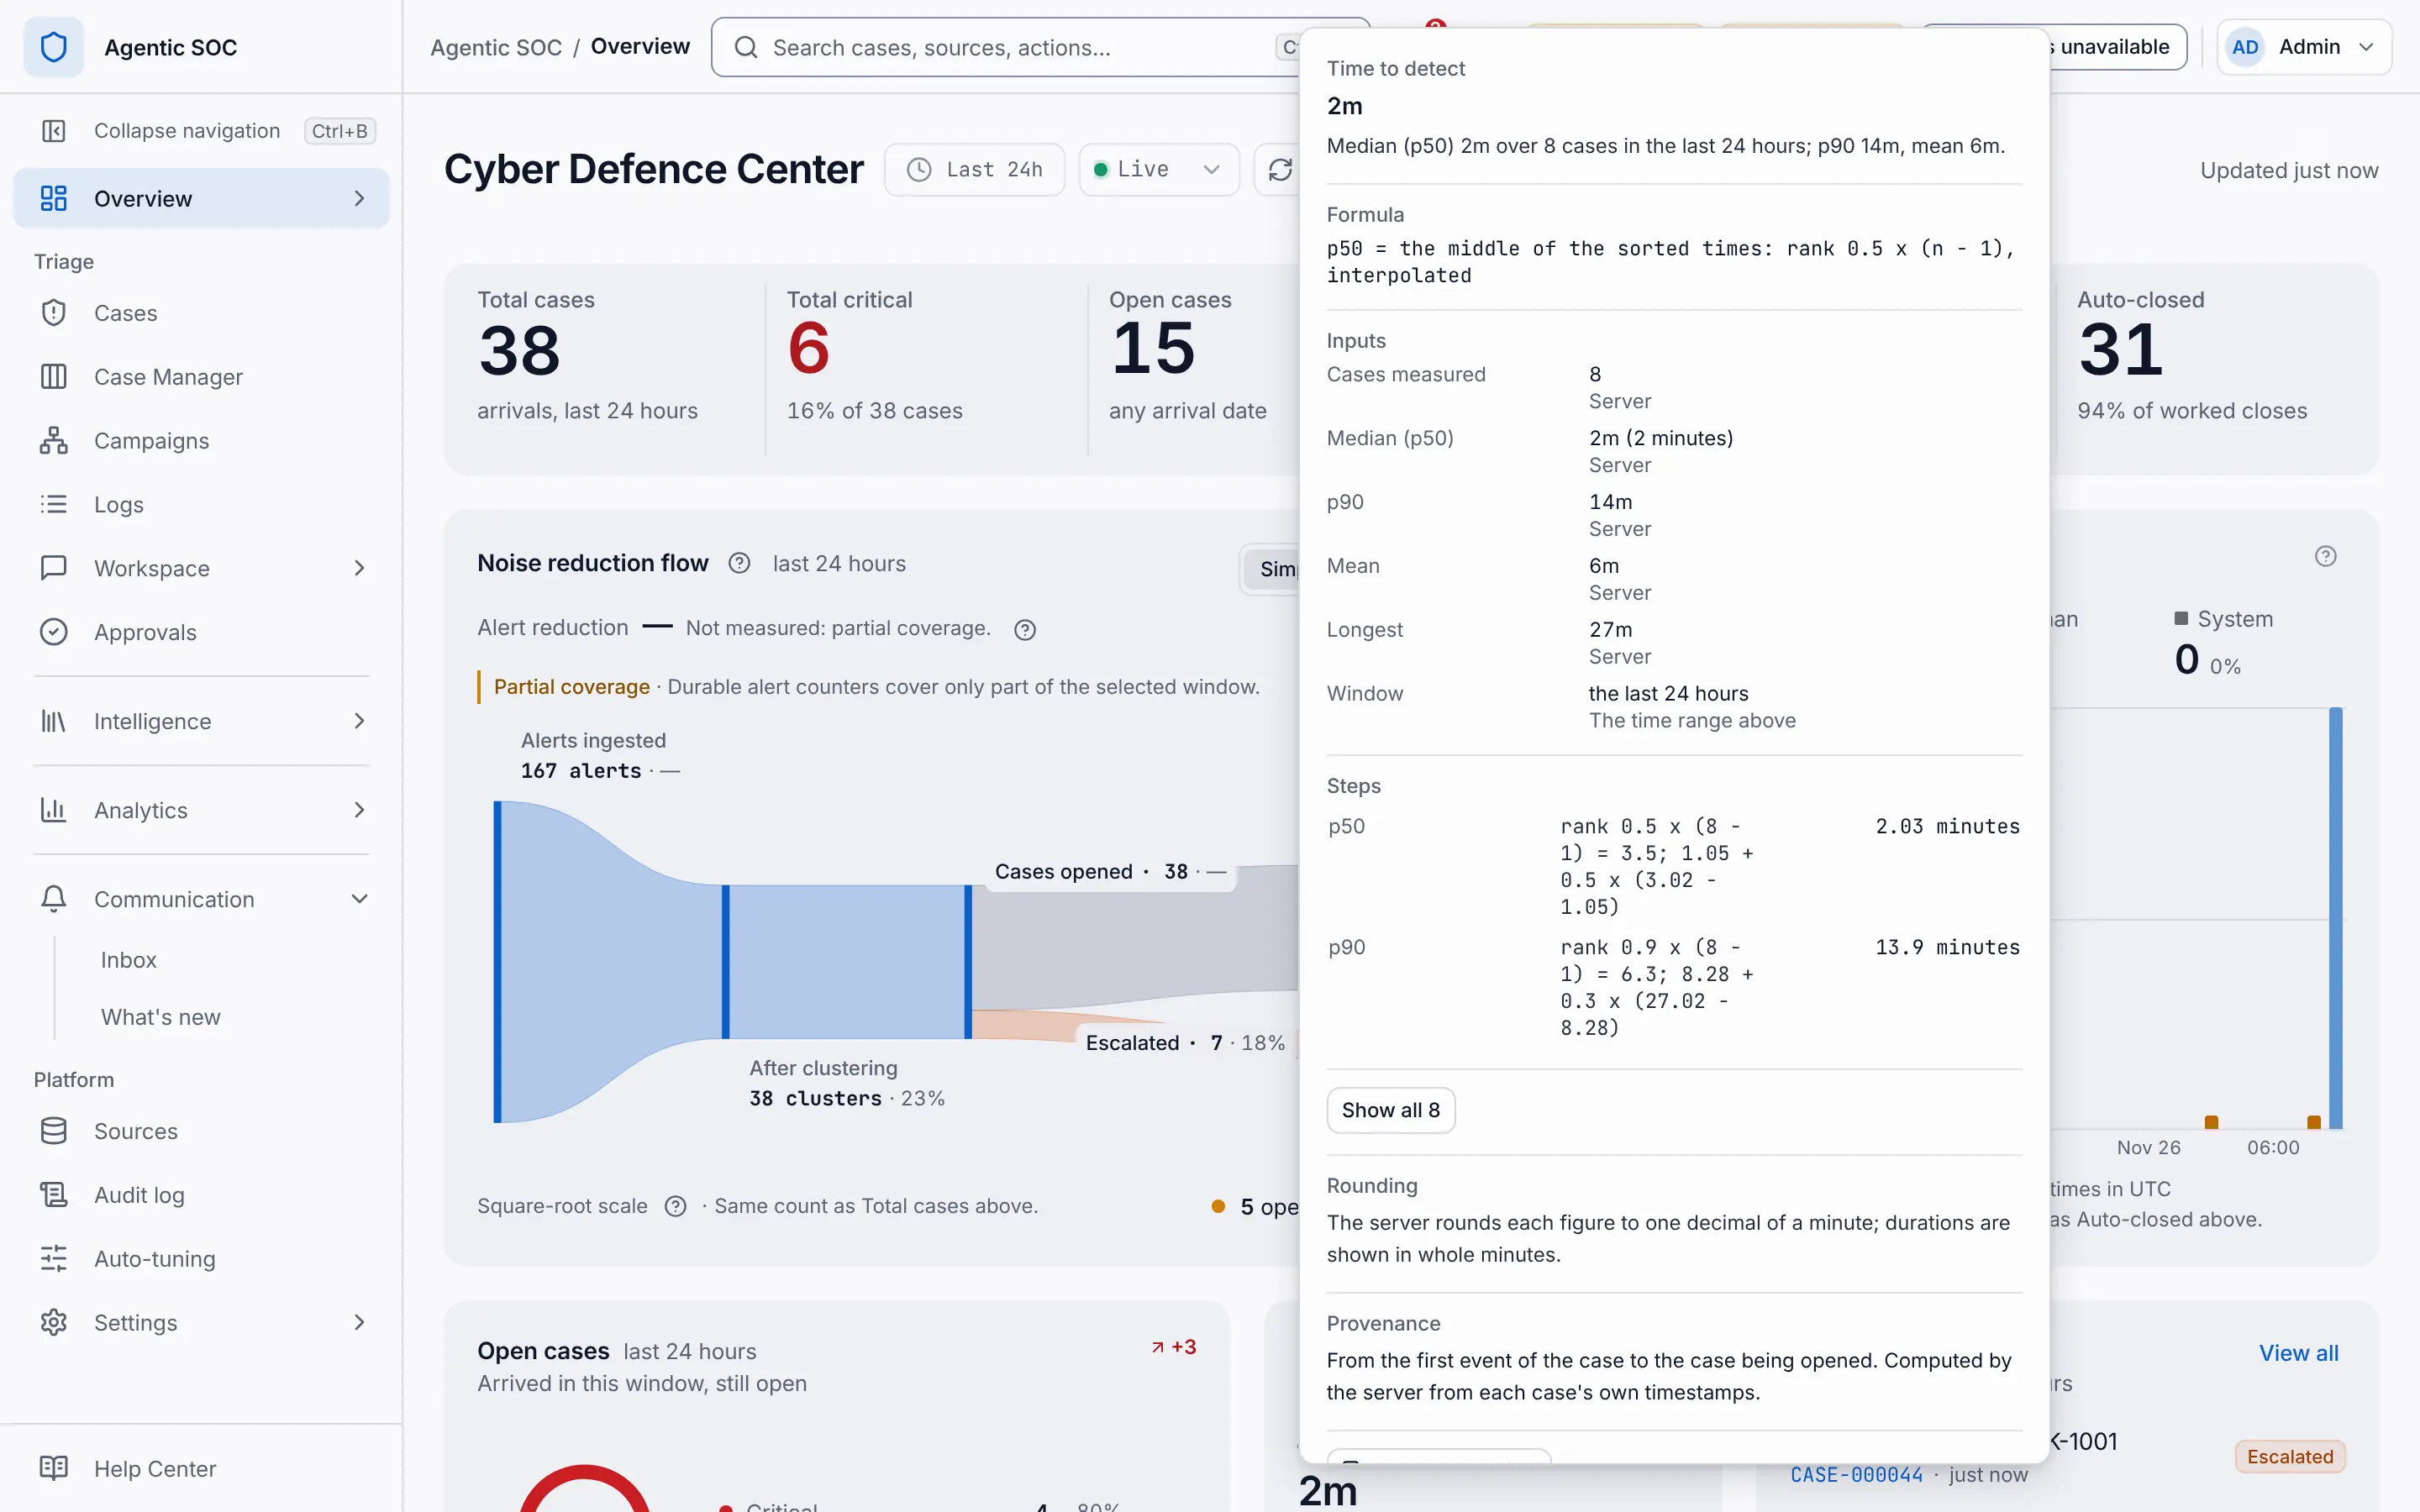 Agentic SOC
Agentic SOC / Overview
Search cases, sources, actions...
unavailable
AD Admin
Collapse navigation Ctrl+B
Overview
Triage
Cases
Case Manager
Campaigns
Logs
Workspace
Approvals
Intelligence
Analytics
Communication
Inbox
What's new
Platform
Sources
Audit log
Auto-tuning
Settings
Help Center
Cyber Defence Center
Last 24h
Live
Updated just now
Total cases
38
arrivals, last 24 hours
Total critical
6
16% of 38 cases
Open cases
15
any arrival date
Auto-closed
31
94% of worked closes
Noise reduction flow last 24 hours
Alert reduction — Not measured: partial coverage.
Partial coverage · Durable alert counters cover only part of the selected window.
Alerts ingested
167 alerts · —
Cases opened · 38 · —
Escalated · 7 · 18%
After clustering
38 clusters · 23%
Square-root scale · Same count as Total cases above.
5
System
0 0%
Nov 26 06:00
times in UTC
as Auto-closed above.
Open cases last 24 hours
+3
Arrived in this window, still open
Critical 4 80%
2m
View all
K-1001
Escalated
CASE-000044 · just now
Time to detect
2m
Median (p50) 2m over 8 cases in the last 24 hours; p90 14m, mean 6m.
Formula
p50 = the middle of the sorted times: rank 0.5 x (n - 1),
interpolated
Inputs
Cases measured 8
Server
Median (p50) 2m (2 minutes)
Server
p90 14m
Server
Mean 6m
Server
Longest 27m
Server
Window the last 24 hours
The time range above
Steps
p50 rank 0.5 x (8 - 2.03 minutes
1) = 3.5; 1.05 +
0.5 x (3.02 -
1.05)
p90 rank 0.9 x (8 - 13.9 minutes
1) = 6.3; 8.28 +
0.3 x (27.02 -
8.28)
Show all 8
Rounding
The server rounds each figure to one decimal of a minute; durations are
shown in whole minutes.
Provenance
From the first event of the case to the case being opened. Computed by
the server from each case's own timestamps.